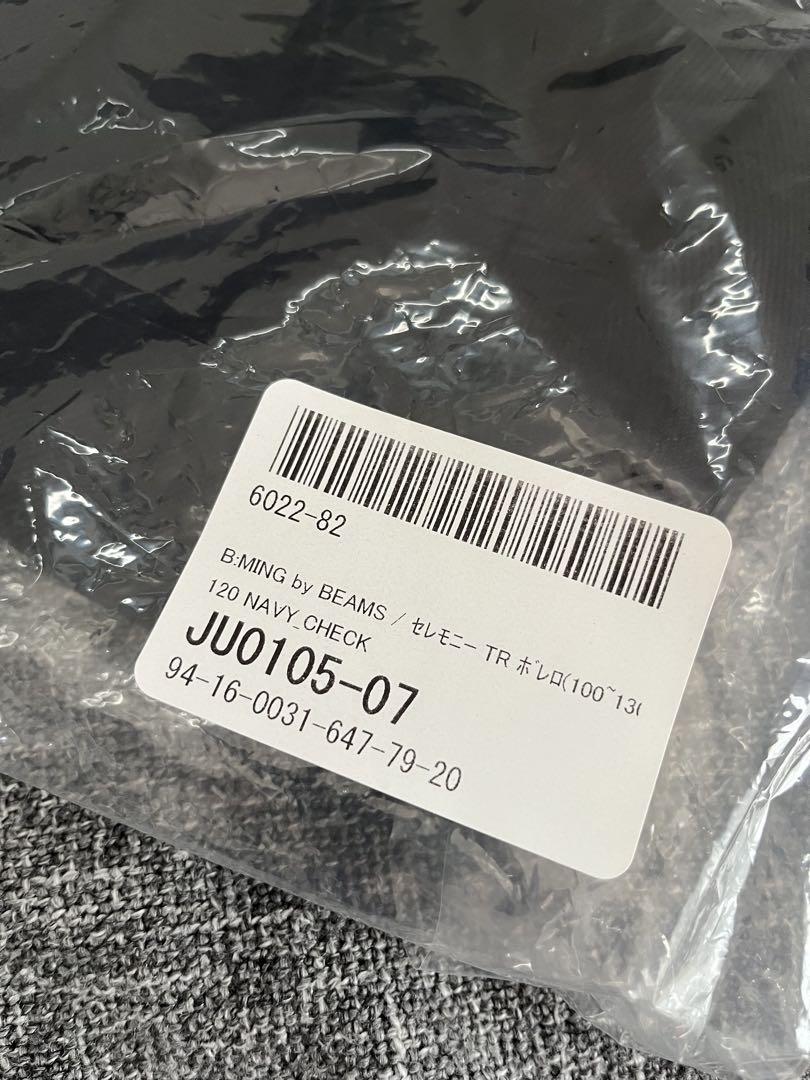 6022-82
B:MING by BEAMS / ｾﾚﾓﾆｰ TR ﾎﾞﾚﾛ(100~13
120 NAVY_CHECK
JU0105-07
94-16-0031-647-79-20